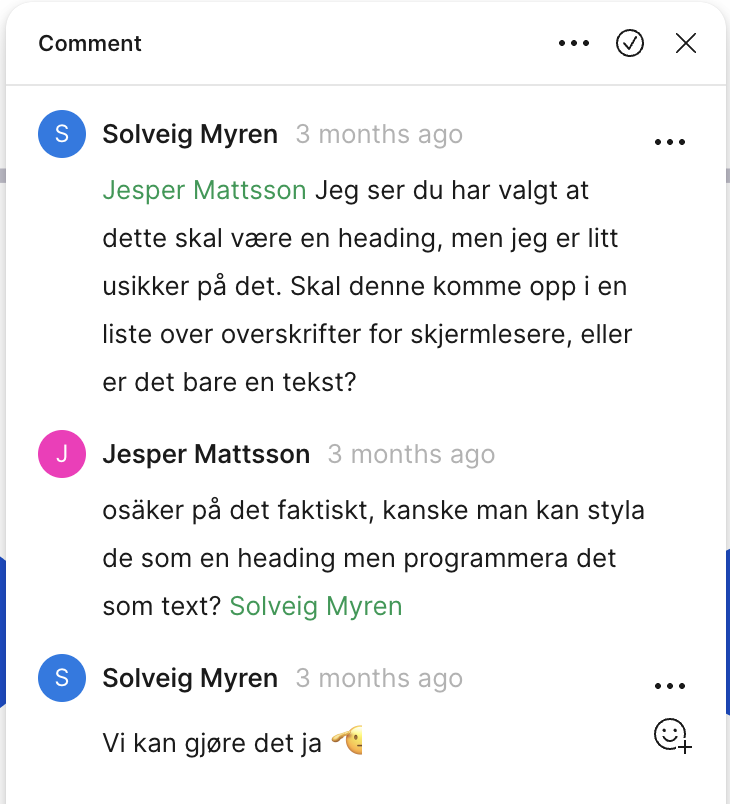 Comment
S Solveig Myren 3 months ago
Jesper Mattsson Jeg ser du har valgt at
dette skal være en heading, men jeg er litt
usikker på det. Skal denne komme opp i en
liste over overskrifter for skjermlesere, eller
er det bare en tekst?
J Jesper Mattsson 3 months ago
osäker på det faktiskt, kanske man kan styla
de som en heading men programmera det
som text? Solveig Myren
S Solveig Myren 3 months ago
Vi kan gjøre det ja 🫡